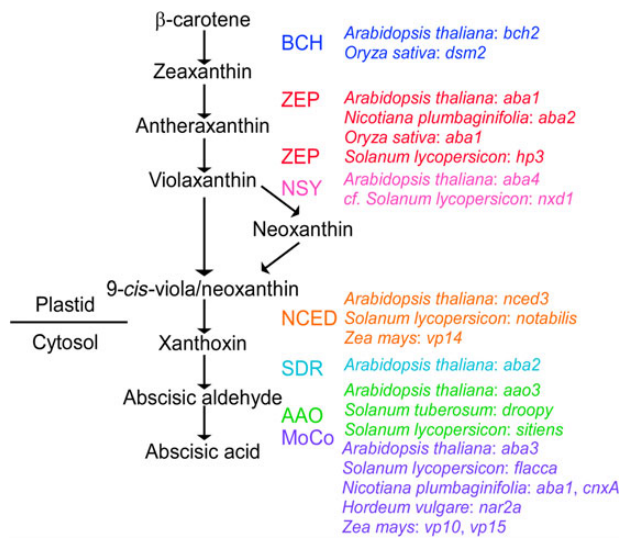 β-carotene
BCH
Arabidopsis thaliana: bch2
Oryza sativa: dsm2
Zeaxanthin
ZEP
Arabidopsis thaliana: aba1
Nicotiana plumbaginifolia: aba2
Antheraxanthin
Oryza sativa: aba1
ZEP
Solanum lycopersicon: hp3
Violaxanthin
NSY
Arabidopsis thaliana: aba4
cf. Solanum lycopersicon: nxd1
Neoxanthin
9-cis-viola/neoxanthin
Plastid
Cytosol
NCED
Arabidopsis thaliana: nced3
Solanum lycopersicon: notabilis
Zea mays: vp14
Xanthoxin
SDR
Arabidopsis thaliana: aba2
Abscisic aldehyde
AAO
Arabidopsis thaliana: aao3
Solanum tuberosum: droopy
Solanum lycopersicon: sitiens
MoCo
Abscisic acid
Arabidopsis thaliana: aba3
Solanum lycopersicon: flacca
Nicotiana plumbaginifolia: aba1, cnxA
Hordeum vulgare: nar2a
Zea mays: vp10, vp15